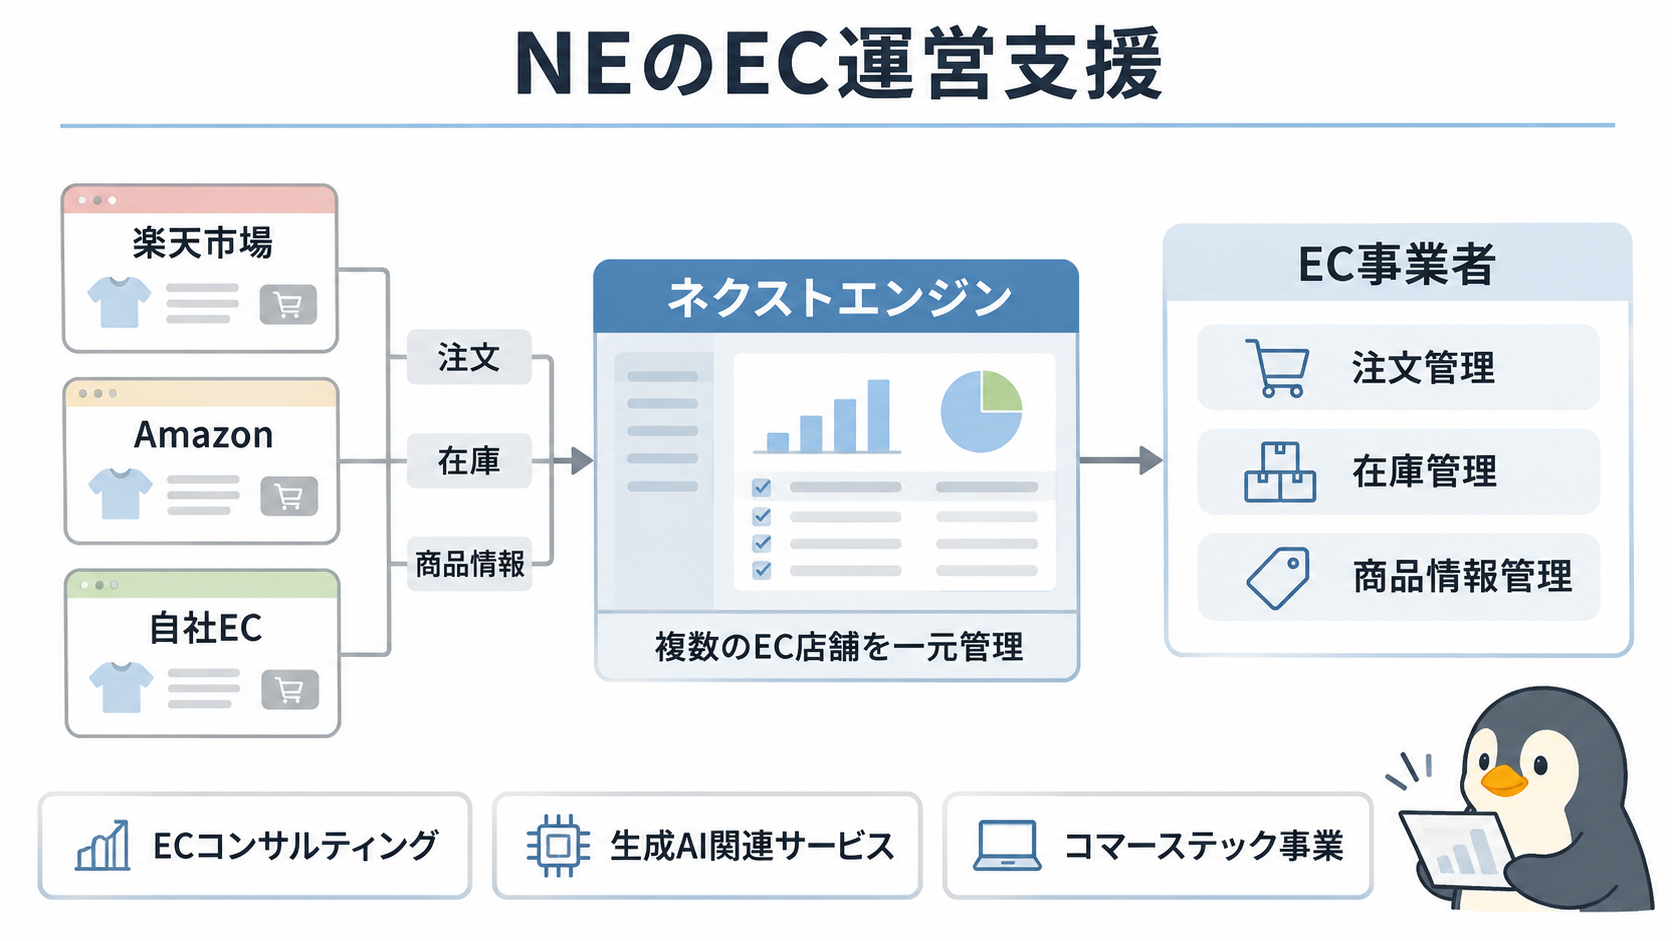 NEのEC運営支援
楽天市場
Amazon
自社EC
注文
在庫
商品情報
ネクストエンジン
複数のEC店舗を一元管理
EC事業者
注文管理
在庫管理
商品情報管理
ECコンサルティング
生成AI関連サービス
コマーステック事業